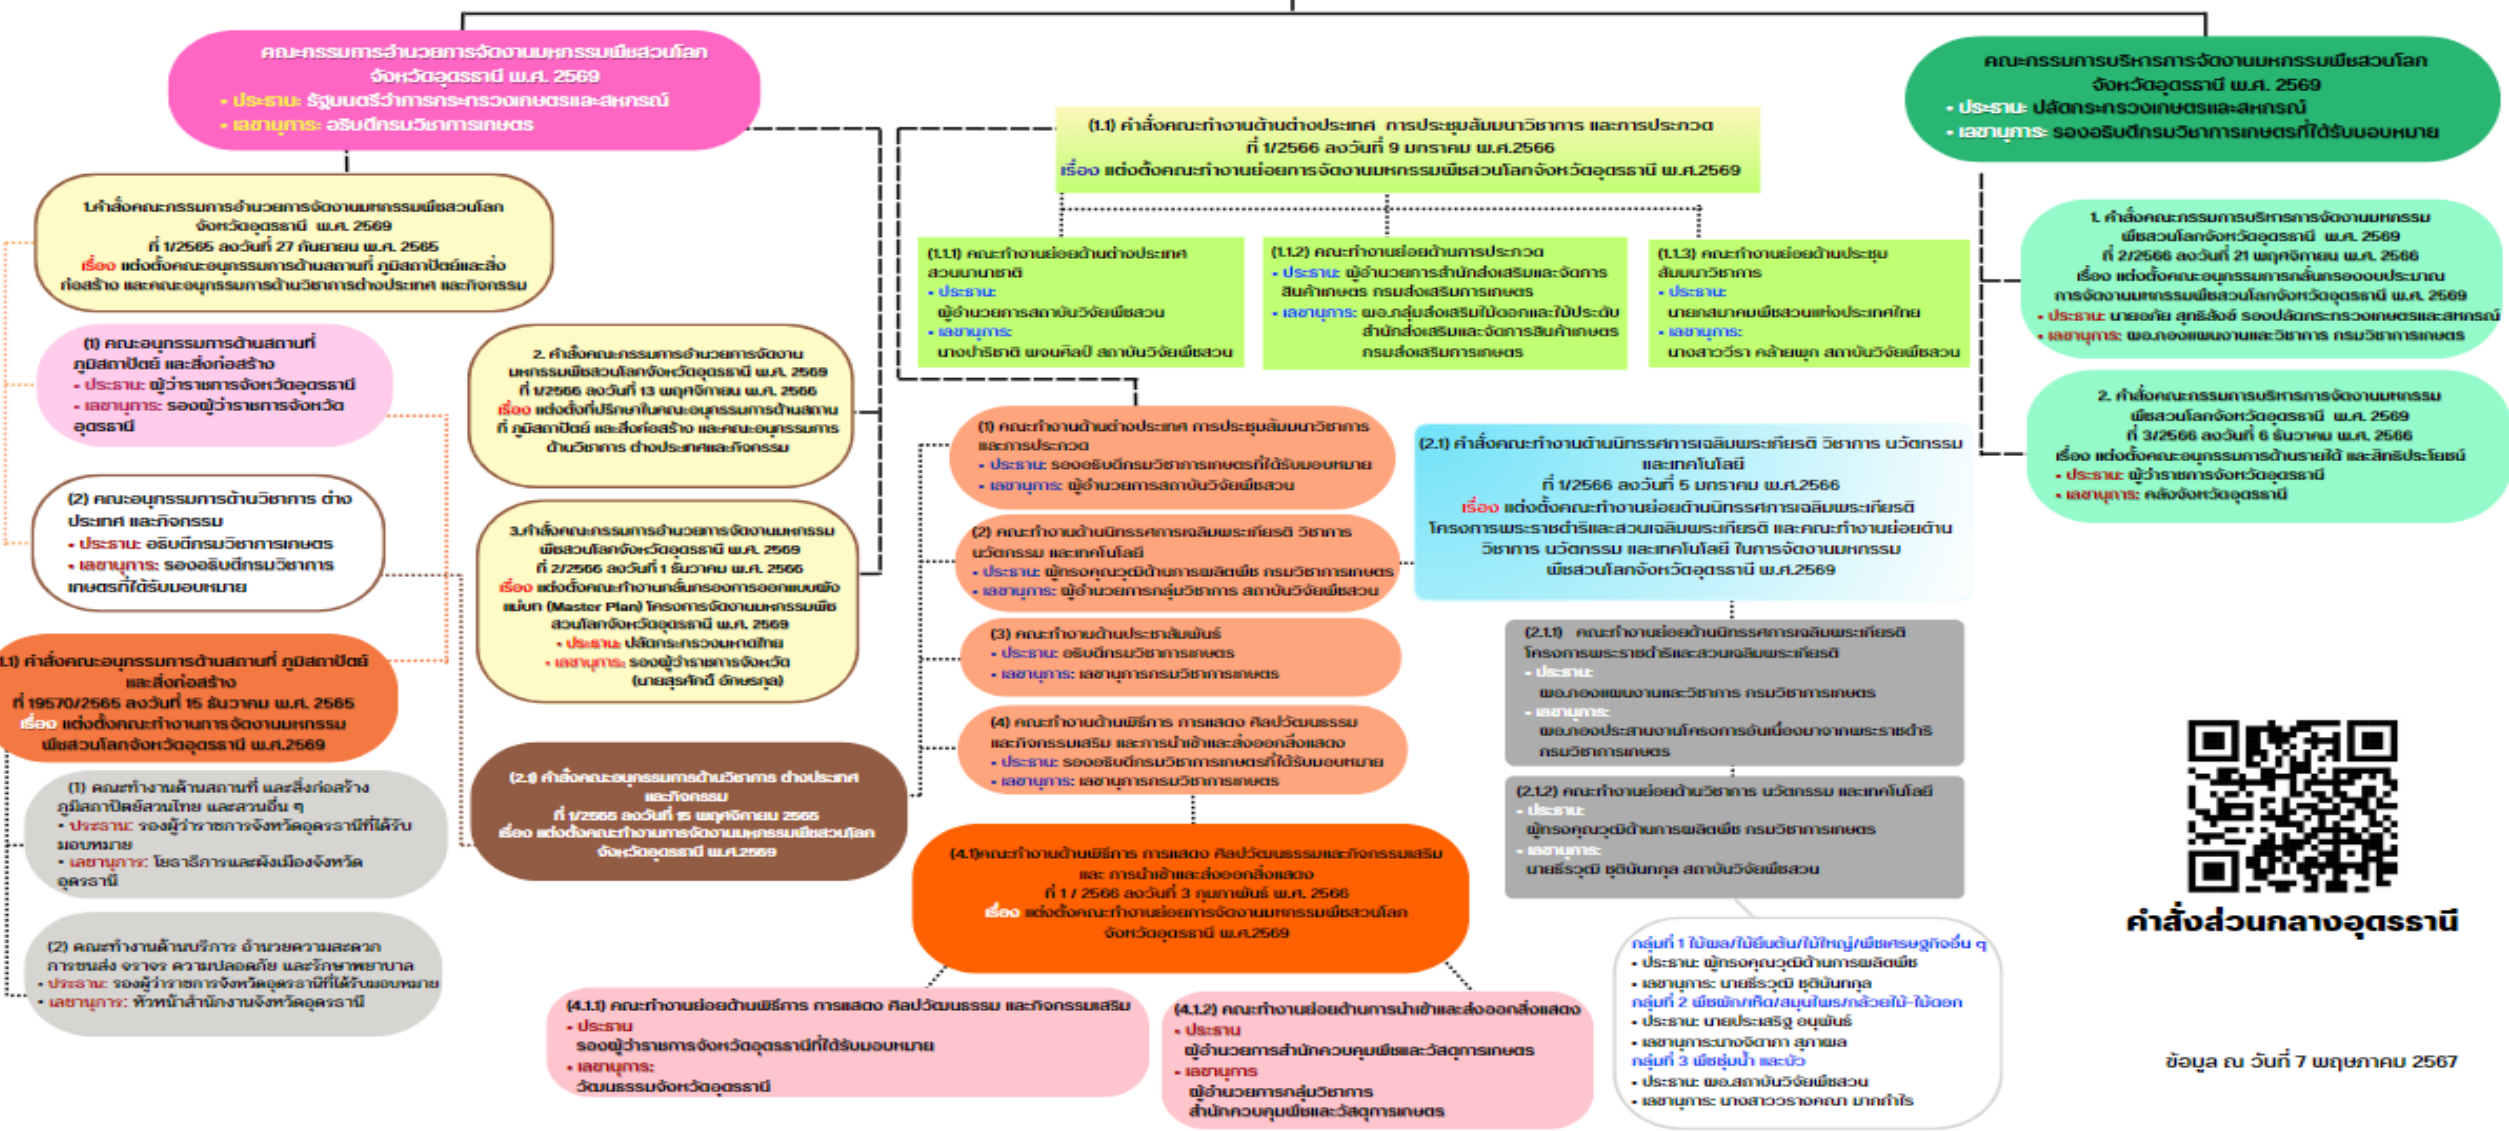 คณะกรรมการอำนวยการจัดงานมหกรรมพืชสวนโลก
จังหวัดอุดรธานี พ.ศ. 2569
• ประธาน: รัฐมนตรีว่าการกระทรวงเกษตรและสหกรณ์
• เลขานุการ: อธิบดีกรมวิชาการเกษตร
คณะกรรมการบริหารการจัดงานมหกรรมพืชสวนโลก
จังหวัดอุดรธานี พ.ศ. 2569
• ประธาน: ปลัดกระทรวงเกษตรและสหกรณ์
• เลขานุการ: รองอธิบดีกรมวิชาการเกษตรที่ได้รับมอบหมาย
1.คำสั่งคณะกรรมการอำนวยการจัดงานมหกรรมพืชสวนโลก
จังหวัดอุดรธานี พ.ศ. 2569
ที่ 1/2565 ลงวันที่ 27 กันยายน พ.ศ. 2565
เรื่อง แต่งตั้งคณะอนุกรรมการด้านสถานที่ ภูมิสถาปัตย์และสิ่ง
ก่อสร้าง และคณะอนุกรรมการด้านวิชาการต่างประเทศ และกิจกรรม
(1) คณะอนุกรรมการด้านสถานที่
ภูมิสถาปัตย์ และสิ่งก่อสร้าง
• ประธาน: ผู้ว่าราชการจังหวัดอุดรธานี
• เลขานุการ: รองผู้ว่าราชการจังหวัด
อุดรธานี
(2) คณะอนุกรรมการด้านวิชาการ ต่าง
ประเทศ และกิจกรรม
• ประธาน: อธิบดีกรมวิชาการเกษตร
• เลขานุการ: รองอธิบดีกรมวิชาการ
เกษตรที่ได้รับมอบหมาย
1.1) คำสั่งคณะอนุกรรมการด้านสถานที่ ภูมิสถาปัตย์
และสิ่งก่อสร้าง
ที่ 19570/2565 ลงวันที่ 15 ธันวาคม พ.ศ. 2565
เรื่อง แต่งตั้งคณะทำงานการจัดงานมหกรรม
พืชสวนโลกจังหวัดอุดรธานี พ.ศ.2569
(1) คณะทำงานด้านสถานที่ และสิ่งก่อสร้าง
ภูมิสถาปัตย์สวนไทย และสวนอื่น ๆ
• ประธาน: รองผู้ว่าราชการจังหวัดอุดรธานีที่ได้รับ
มอบหมาย
• เลขานุการ: โยธาธิการและผังเมืองจังหวัด
อุดรธานี
(2) คณะทำงานด้านบริการ อำนวยความสะดวก
การขนส่ง จราจร ความปลอดภัย และรักษาพยาบาล
• ประธาน: รองผู้ว่าราชการจังหวัดอุดรธานีที่ได้รับมอบหมาย
• เลขานุการ: หัวหน้าสำนักงานจังหวัดอุดรธานี
2. คำสั่งคณะกรรมการอำนวยการจัดงาน
มหกรรมพืชสวนโลกจังหวัดอุดรธานี พ.ศ. 2569
ที่ 1/2566 ลงวันที่ 13 พฤศจิกายน พ.ศ. 2566
เรื่อง แต่งตั้งที่ปรึกษาในคณะอนุกรรมการด้านสถาน
ที่ ภูมิสถาปัตย์ และสิ่งก่อสร้าง และคณะอนุกรรมการ
ด้านวิชาการ ต่างประเทศและกิจกรรม
3.คำสั่งคณะกรรมการอำนวยการจัดงานมหกรรม
พืชสวนโลกจังหวัดอุดรธานี พ.ศ. 2569
ที่ 2/2566 ลงวันที่ 1 ธันวาคม พ.ศ. 2566
เรื่อง แต่งตั้งคณะทำงานกลั่นกรองการออกแบบผัง
แม่บท (Master Plan) โครงการจัดงานมหกรรมพืช
สวนโลกจังหวัดอุดรธานี พ.ศ. 2569
• ประธาน: ปลัดกระทรวงมหาดไทย
• เลขานุการ: รองผู้ว่าราชการจังหวัด
(นายสุรศักดิ์ อักษรกุล)
(2.1) คำสั่งคณะอนุกรรมการด้านวิชาการ ต่างประเทศ
และกิจกรรม
ที่ 1/2565 ลงวันที่ 15 พฤศจิกายน 2565
เรื่อง แต่งตั้งคณะทำงานการจัดงานมหกรรมพืชสวนโลก
จังหวัดอุดรธานี พ.ศ.2569
(1.1) คำสั่งคณะทำงานด้านต่างประเทศ การประชุมสัมมนาวิชาการ และการประกวด
ที่ 1/2566 ลงวันที่ 9 มกราคม พ.ศ.2566
เรื่อง แต่งตั้งคณะทำงานย่อยการจัดงานมหกรรมพืชสวนโลกจังหวัดอุดรธานี พ.ศ.2569
(1.1.1) คณะทำงานย่อยด้านต่างประเทศ
สวนนานาชาติ
• ประธาน:
ผู้อำนวยการสถาบันวิจัยพืชสวน
• เลขานุการ:
นางปาริชาติ พจนศิลป์ สถาบันวิจัยพืชสวน
(1.1.2) คณะทำงานย่อยด้านการประกวด
• ประธาน: ผู้อำนวยการสำนักส่งเสริมและจัดการ
สินค้าเกษตร กรมส่งเสริมการเกษตร
• เลขานุการ: ผอ.กลุ่มส่งเสริมไม้ดอกและไม้ประดับ
สำนักส่งเสริมและจัดการสินค้าเกษตร
กรมส่งเสริมการเกษตร
(1.1.3) คณะทำงานย่อยด้านประชุม
สัมมนาวิชาการ
• ประธาน:
นายกสมาคมพืชสวนแห่งประเทศไทย
• เลขานุการ:
นางสาววีรา คล้ายพุก สถาบันวิจัยพืชสวน
(1) คณะทำงานด้านต่างประเทศ การประชุมสัมมนาวิชาการ
และการประกวด
• ประธาน: รองอธิบดีกรมวิชาการเกษตรที่ได้รับมอบหมาย
• เลขานุการ: ผู้อำนวยการสถาบันวิจัยพืชสวน
(2) คณะทำงานด้านนิทรรศการเฉลิมพระเกียรติ วิชาการ
นวัตกรรม และเทคโนโลยี
• ประธาน: ผู้ทรงคุณวุฒิด้านการผลิตพืช กรมวิชาการเกษตร
• เลขานุการ: ผู้อำนวยการกลุ่มวิชาการ สถาบันวิจัยพืชสวน
(3) คณะทำงานด้านประชาสัมพันธ์
• ประธาน: อธิบดีกรมวิชาการเกษตร
• เลขานุการ: เลขานุการกรมวิชาการเกษตร
(4) คณะทำงานด้านพิธีการ การแสดง ศิลปวัฒนธรรม
และกิจกรรมเสริม และการนำเข้าและส่งออกสิ่งแสดง
• ประธาน: รองอธิบดีกรมวิชาการเกษตรที่ได้รับมอบหมาย
• เลขานุการ: เลขานุการกรมวิชาการเกษตร
(4.1)คณะทำงานด้านพิธีการ การแสดง ศิลปวัฒนธรรมและกิจกรรมเสริม
และ การนำเข้าและส่งออกสิ่งแสดง
ที่ 1 / 2566 ลงวันที่ 3 กุมภาพันธ์ พ.ศ. 2566
เรื่อง แต่งตั้งคณะทำงานย่อยการจัดงานมหกรรมพืชสวนโลก
จังหวัดอุดรธานี พ.ศ.2569
(4.1.1) คณะทำงานย่อยด้านพิธีการ การแสดง ศิลปวัฒนธรรม และกิจกรรมเสริม
• ประธาน
รองผู้ว่าราชการจังหวัดอุดรธานีที่ได้รับมอบหมาย
• เลขานุการ:
วัฒนธรรมจังหวัดอุดรธานี
(4.1.2) คณะทำงานย่อยด้านการนำเข้าและส่งออกสิ่งแสดง
• ประธาน
ผู้อำนวยการสำนักควบคุมพืชและวัสดุการเกษตร
• เลขานุการ
ผู้อำนวยการกลุ่มวิชาการ
สำนักควบคุมพืชและวัสดุการเกษตร
(2.1) คำสั่งคณะทำงานด้านนิทรรศการเฉลิมพระเกียรติ วิชาการ นวัตกรรม
และเทคโนโลยี
ที่ 1/2566 ลงวันที่ 5 มกราคม พ.ศ.2566
เรื่อง แต่งตั้งคณะทำงานย่อยด้านนิทรรศการเฉลิมพระเกียรติ
โครงการพระราชดำริและสวนเฉลิมพระเกียรติ และคณะทำงานย่อยด้าน
วิชาการ นวัตกรรม และเทคโนโลยี ในการจัดงานมหกรรม
พืชสวนโลกจังหวัดอุดรธานี พ.ศ.2569
(2.1.1) คณะทำงานย่อยด้านนิทรรศการเฉลิมพระเกียรติ
โครงการพระราชดำริและสวนเฉลิมพระเกียรติ
• ประธาน:
ผอ.กองแผนงานและวิชาการ กรมวิชาการเกษตร
• เลขานุการ:
ผอ.กองประสานงานโครงการอันเนื่องมาจากพระราชดำริ
กรมวิชาการเกษตร
(2.1.2) คณะทำงานย่อยด้านวิชาการ นวัตกรรม และเทคโนโลยี
• ประธาน:
ผู้ทรงคุณวุฒิด้านการผลิตพืช กรมวิชาการเกษตร
• เลขานุการ:
นายธีรวุฒิ ชุตินันทกุล สถาบันวิจัยพืชสวน
กลุ่มที่ 1 ไม้ผล/ไม้ยืนต้น/ไม้ใหญ่/พืชเศรษฐกิจอื่น ๆ
• ประธาน: ผู้ทรงคุณวุฒิด้านการผลิตพืช
• เลขานุการ: นายธีรวุฒิ ชุตินันทกุล
กลุ่มที่ 2 พืชผัก/เห็ด/สมุนไพร/กล้วยไม้-ไม้ดอก
• ประธาน: นายประเสริฐ อนุพันธ์
• เลขานุการ:นางจิดาภา สุภาผล
กลุ่มที่ 3 พืชชุ่มน้ำ และบัว
• ประธาน: ผอ.สถาบันวิจัยพืชสวน
• เลขานุการ: นางสาววรางคณา มากกำไร
1. คำสั่งคณะกรรมการบริหารการจัดงานมหกรรม
พืชสวนโลกจังหวัดอุดรธานี พ.ศ. 2569
ที่ 2/2566 ลงวันที่ 21 พฤศจิกายน พ.ศ. 2566
เรื่อง แต่งตั้งคณะอนุกรรมการกลั่นกรองงบประมาณ
การจัดงานมหกรรมพืชสวนโลกจังหวัดอุดรธานี พ.ศ. 2569
• ประธาน: นายอภัย สุทธิสังข์ รองปลัดกระทรวงเกษตรและสหกรณ์
• เลขานุการ: ผอ.กองแผนงานและวิชาการ กรมวิชาการเกษตร
2. คำสั่งคณะกรรมการบริหารการจัดงานมหกรรม
พืชสวนโลกจังหวัดอุดรธานี พ.ศ. 2569
ที่ 3/2566 ลงวันที่ 6 ธันวาคม พ.ศ. 2566
เรื่อง แต่งตั้งคณะอนุกรรมการด้านรายได้ และสิทธิประโยชน์
• ประธาน: ผู้ว่าราชการจังหวัดอุดรธานี
• เลขานุการ: คลังจังหวัดอุดรธานี
คำสั่งส่วนกลางอุดรธานี
ข้อมูล ณ วันที่ 7 พฤษภาคม 2567